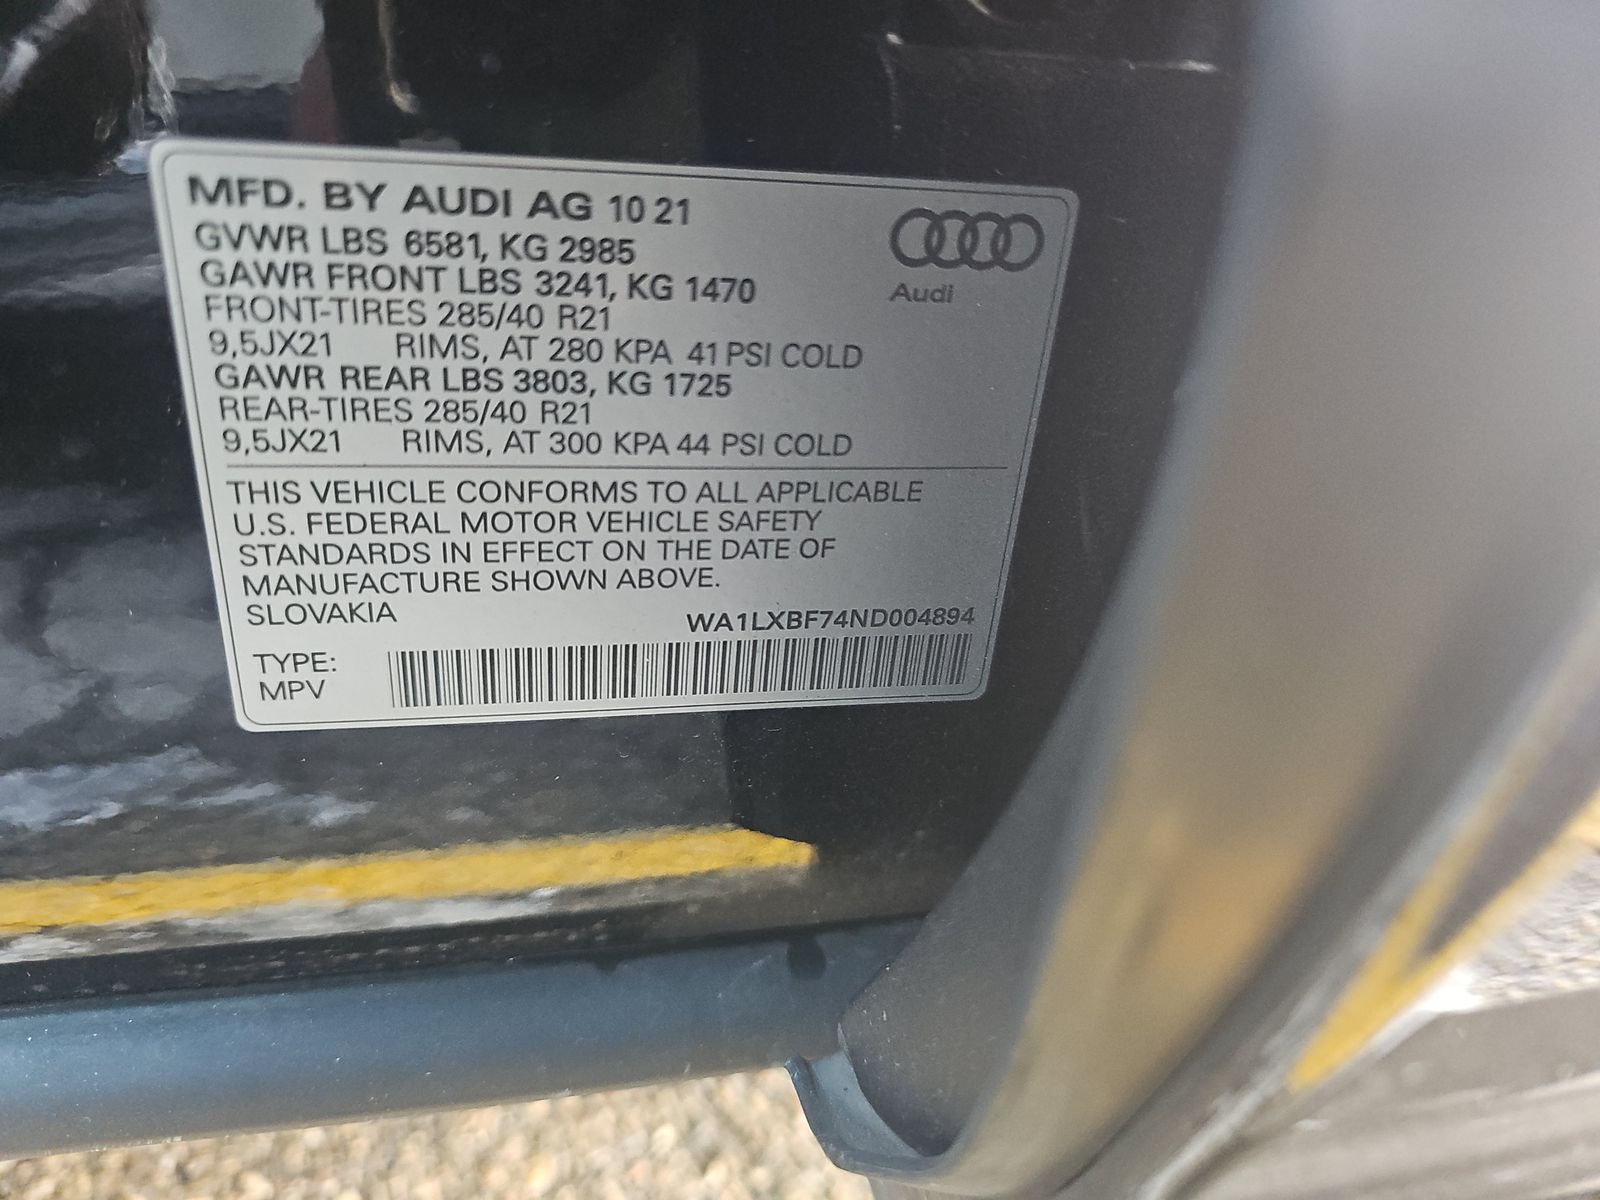 MFD. BY AUDI AG 10 21
GVWR LBS 6581, KG 2985
GAWR FRONT LBS 3241, KG 1470
FRONT-TIRES 285/40 R21
9,5JX21 RIMS, AT 280 KPA 41 PSI COLD
GAWR REAR LBS 3803, KG 1725
REAR-TIRES 285/40 R21
9,5JX21 RIMS, AT 300 KPA 44 PSI COLD
Audi
THIS VEHICLE CONFORMS TO ALL APPLICABLE
U.S. FEDERAL MOTOR VEHICLE SAFETY
STANDARDS IN EFFECT ON THE DATE OF
MANUFACTURE SHOWN ABOVE.
SLOVAKIA WA1LXBF74ND004894
TYPE:
MPV